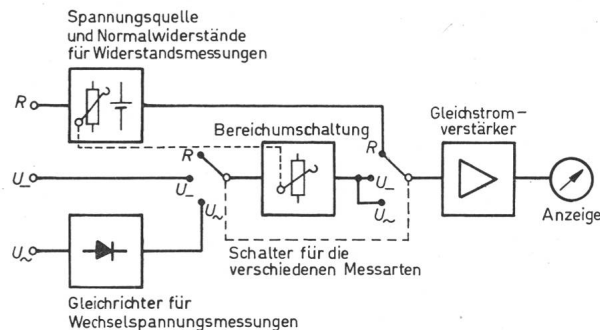 Spannungsquelle
und Normalwiderstände
für Widerstandsmessungen
R
Bereichumschaltung
Gleichstrom-
verstärker
R
R
U_
U_
U_
U~
U~
U~
Anzeige
Schalter für die
verschiedenen Messarten
Gleichrichter für
Wechselspannungsmessungen